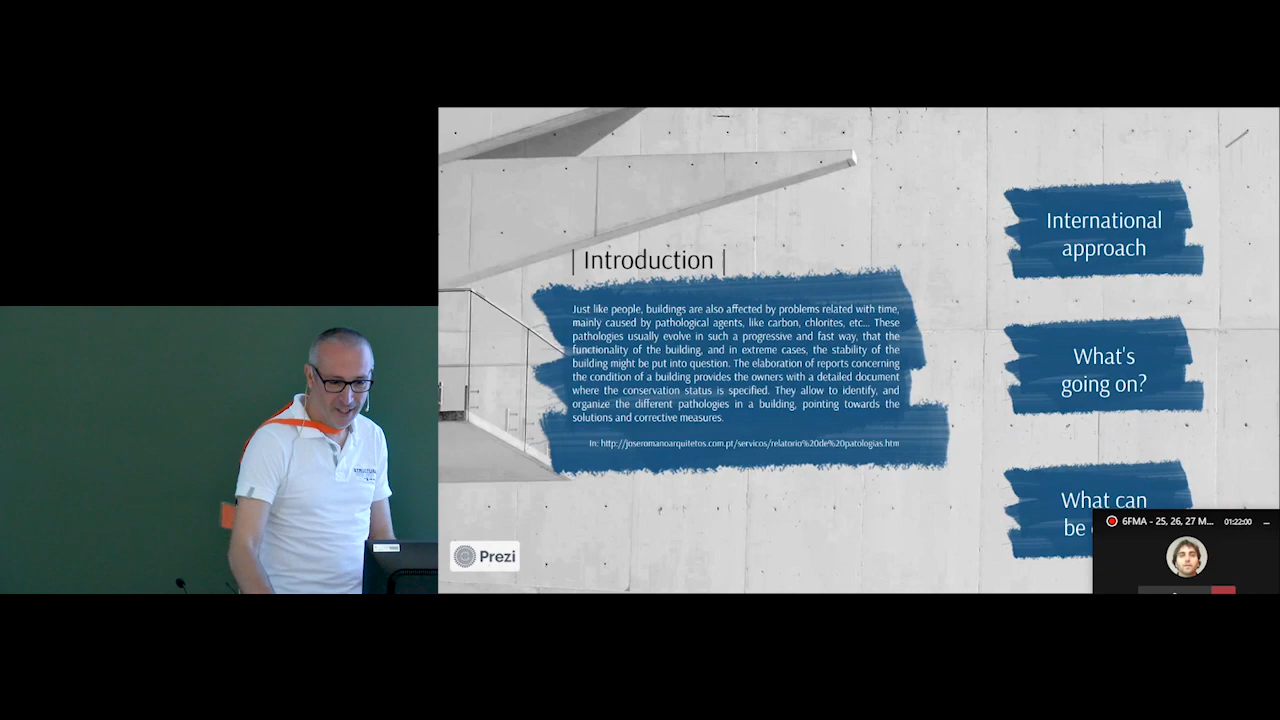 | Introduction |
Just like people, buildings are also affected by problems related with time,
mainly caused by pathological agents, like carbon, chlorites, etc... These
pathologies usually evolve in such a progressive and fast way, that the
functionality of the building, and in extreme cases, the stability of the
building might be put into question. The elaboration of reports concerning
the condition of a building provides the owners with a detailed document
where the conservation status is specified. They allow to identify, and
organize the different pathologies in a building, pointing towards the
solutions and corrective measures.
In: http://joseromanoarquitetos.com.pt/servicos/relatorio%20de%20patologias.htm
International
approach
What's
going on?
What can
be
6FMA - 25, 26, 27 M... 01:22:00
Prezi